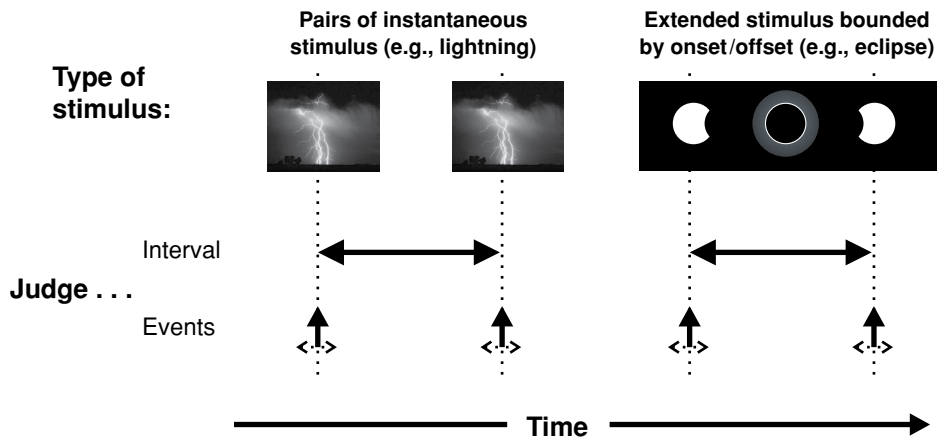 Pairs of instantaneous
stimulus (e.g., lightning)
Extended stimulus bounded
by onset/offset (e.g., eclipse)
Type of
stimulus:
Interval
Judge . . .
Events
Time